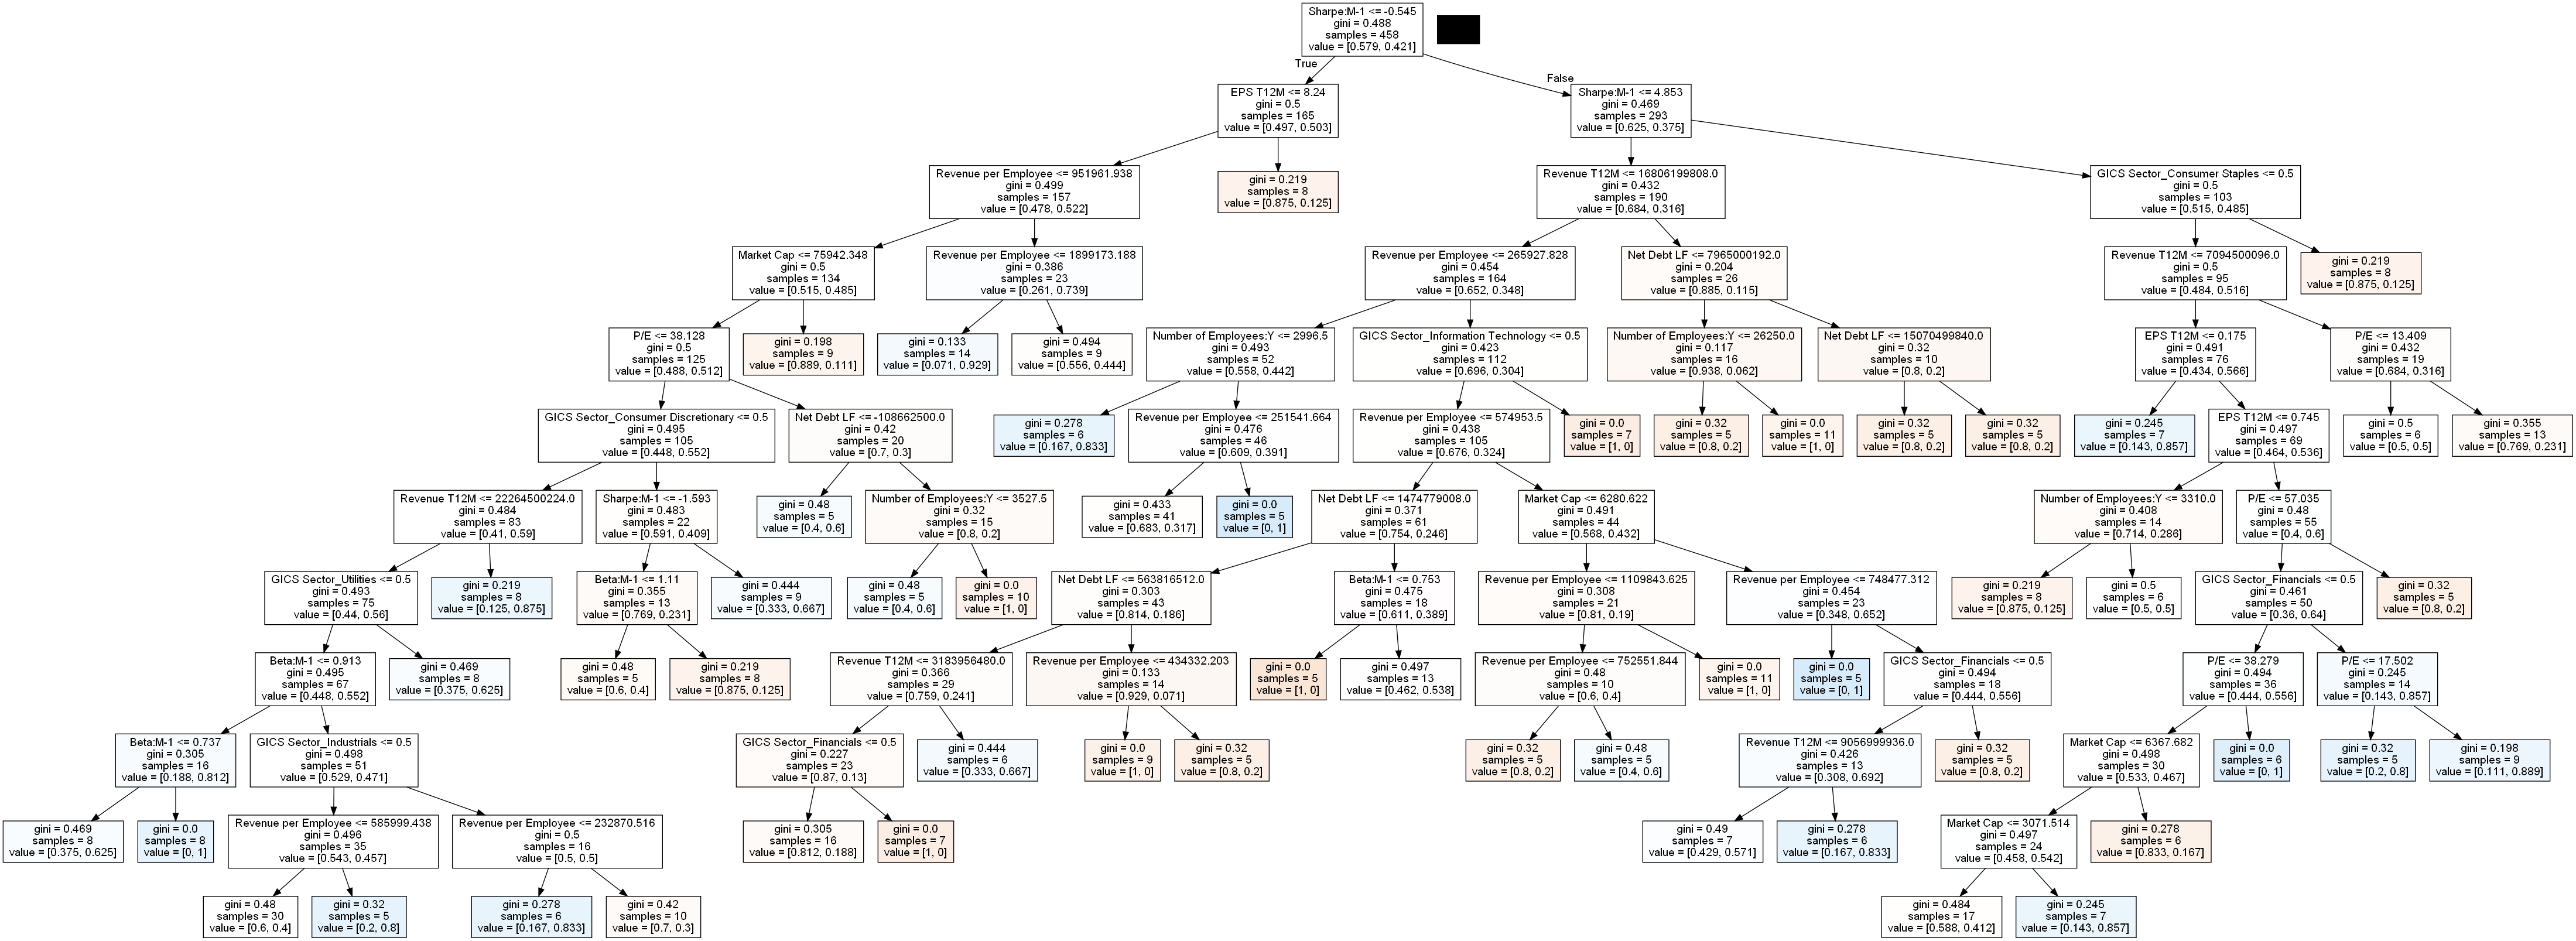 Sharpe:M-1 <= -0.545
gini = 0.488
samples = 458
value = [0.579, 0.421]
True
False
EPS T12M <= 8.24
gini = 0.5
samples = 165
value = [0.497, 0.503]
Sharpe:M-1 <= 4.853
gini = 0.469
samples = 293
value = [0.625, 0.375]
Revenue per Employee <= 951961.938
gini = 0.499
samples = 157
value = [0.478, 0.522]
gini = 0.219
samples = 8
value = [0.875, 0.125]
Revenue T12M <= 16806199808.0
gini = 0.432
samples = 190
value = [0.684, 0.316]
GICS Sector_Consumer Staples <= 0.5
gini = 0.5
samples = 103
value = [0.515, 0.485]
Market Cap <= 75942.348
gini = 0.5
samples = 134
value = [0.515, 0.485]
Revenue per Employee <= 1899173.188
gini = 0.386
samples = 23
value = [0.261, 0.739]
Revenue per Employee <= 265927.828
gini = 0.454
samples = 164
value = [0.652, 0.348]
Net Debt LF <= 7965000192.0
gini = 0.204
samples = 26
value = [0.885, 0.115]
Revenue T12M <= 7094500096.0
gini = 0.5
samples = 95
value = [0.484, 0.516]
gini = 0.219
samples = 8
value = [0.875, 0.125]
P/E <= 38.128
gini = 0.5
samples = 125
value = [0.488, 0.512]
gini = 0.198
samples = 9
value = [0.889, 0.111]
gini = 0.133
samples = 14
value = [0.071, 0.929]
gini = 0.494
samples = 9
value = [0.556, 0.444]
Number of Employees:Y <= 2996.5
gini = 0.493
samples = 52
value = [0.558, 0.442]
GICS Sector_Information Technology <= 0.5
gini = 0.423
samples = 112
value = [0.696, 0.304]
Number of Employees:Y <= 26250.0
gini = 0.117
samples = 16
value = [0.938, 0.062]
Net Debt LF <= 15070499840.0
gini = 0.32
samples = 10
value = [0.8, 0.2]
EPS T12M <= 0.175
gini = 0.491
samples = 76
value = [0.434, 0.566]
P/E <= 13.409
gini = 0.432
samples = 19
value = [0.684, 0.316]
GICS Sector_Consumer Discretionary <= 0.5
gini = 0.495
samples = 105
value = [0.448, 0.552]
Net Debt LF <= -108662500.0
gini = 0.42
samples = 20
value = [0.7, 0.3]
gini = 0.278
samples = 6
value = [0.167, 0.833]
Revenue per Employee <= 251541.664
gini = 0.476
samples = 46
value = [0.609, 0.391]
Revenue per Employee <= 574953.5
gini = 0.438
samples = 105
value = [0.676, 0.324]
gini = 0.0
samples = 7
value = [1, 0]
gini = 0.32
samples = 5
value = [0.8, 0.2]
gini = 0.0
samples = 11
value = [1, 0]
gini = 0.32
samples = 5
value = [0.8, 0.2]
gini = 0.32
samples = 5
value = [0.8, 0.2]
gini = 0.245
samples = 7
value = [0.143, 0.857]
EPS T12M <= 0.745
gini = 0.497
samples = 69
value = [0.464, 0.536]
gini = 0.5
samples = 6
value = [0.5, 0.5]
gini = 0.355
samples = 13
value = [0.769, 0.231]
Revenue T12M <= 22264500224.0
gini = 0.484
samples = 83
value = [0.41, 0.59]
Sharpe:M-1 <= -1.593
gini = 0.483
samples = 22
value = [0.591, 0.409]
gini = 0.48
samples = 5
value = [0.4, 0.6]
Number of Employees:Y <= 3527.5
gini = 0.32
samples = 15
value = [0.8, 0.2]
gini = 0.433
samples = 41
value = [0.683, 0.317]
gini = 0.0
samples = 5
value = [0, 1]
Net Debt LF <= 1474779008.0
gini = 0.371
samples = 61
value = [0.754, 0.246]
Market Cap <= 6280.622
gini = 0.491
samples = 44
value = [0.568, 0.432]
Number of Employees:Y <= 3310.0
gini = 0.408
samples = 14
value = [0.714, 0.286]
P/E <= 57.035
gini = 0.48
samples = 55
value = [0.4, 0.6]
GICS Sector_Utilities <= 0.5
gini = 0.493
samples = 75
value = [0.44, 0.56]
gini = 0.219
samples = 8
value = [0.125, 0.875]
Beta:M-1 <= 1.11
gini = 0.355
samples = 13
value = [0.769, 0.231]
gini = 0.444
samples = 9
value = [0.333, 0.667]
gini = 0.48
samples = 5
value = [0.4, 0.6]
gini = 0.0
samples = 10
value = [1, 0]
Net Debt LF <= 563816512.0
gini = 0.303
samples = 43
value = [0.814, 0.186]
Beta:M-1 <= 0.753
gini = 0.475
samples = 18
value = [0.611, 0.389]
Revenue per Employee <= 1109843.625
gini = 0.308
samples = 21
value = [0.81, 0.19]
Revenue per Employee <= 748477.312
gini = 0.454
samples = 23
value = [0.348, 0.652]
gini = 0.219
samples = 8
value = [0.875, 0.125]
gini = 0.5
samples = 6
value = [0.5, 0.5]
GICS Sector_Financials <= 0.5
gini = 0.461
samples = 50
value = [0.36, 0.64]
gini = 0.32
samples = 5
value = [0.8, 0.2]
Beta:M-1 <= 0.913
gini = 0.495
samples = 67
value = [0.448, 0.552]
gini = 0.469
samples = 8
value = [0.375, 0.625]
gini = 0.48
samples = 5
value = [0.6, 0.4]
gini = 0.219
samples = 8
value = [0.875, 0.125]
Revenue T12M <= 3183956480.0
gini = 0.366
samples = 29
value = [0.759, 0.241]
Revenue per Employee <= 434332.203
gini = 0.133
samples = 14
value = [0.929, 0.071]
gini = 0.0
samples = 5
value = [1, 0]
gini = 0.497
samples = 13
value = [0.462, 0.538]
Revenue per Employee <= 752551.844
gini = 0.48
samples = 10
value = [0.6, 0.4]
gini = 0.0
samples = 11
value = [1, 0]
gini = 0.0
samples = 5
value = [0, 1]
GICS Sector_Financials <= 0.5
gini = 0.494
samples = 18
value = [0.444, 0.556]
P/E <= 38.279
gini = 0.494
samples = 36
value = [0.444, 0.556]
P/E <= 17.502
gini = 0.245
samples = 14
value = [0.143, 0.857]
Beta:M-1 <= 0.737
gini = 0.305
samples = 16
value = [0.188, 0.812]
GICS Sector_Industrials <= 0.5
gini = 0.498
samples = 51
value = [0.529, 0.471]
GICS Sector_Financials <= 0.5
gini = 0.227
samples = 23
value = [0.87, 0.13]
gini = 0.444
samples = 6
value = [0.333, 0.667]
gini = 0.0
samples = 9
value = [1, 0]
gini = 0.32
samples = 5
value = [0.8, 0.2]
gini = 0.32
samples = 5
value = [0.8, 0.2]
gini = 0.48
samples = 5
value = [0.4, 0.6]
Revenue T12M <= 9056999936.0
gini = 0.426
samples = 13
value = [0.308, 0.692]
gini = 0.32
samples = 5
value = [0.8, 0.2]
Market Cap <= 6367.682
gini = 0.498
samples = 30
value = [0.533, 0.467]
gini = 0.0
samples = 6
value = [0, 1]
gini = 0.32
samples = 5
value = [0.2, 0.8]
gini = 0.198
samples = 9
value = [0.111, 0.889]
gini = 0.469
samples = 8
value = [0.375, 0.625]
gini = 0.0
samples = 8
value = [0, 1]
Revenue per Employee <= 585999.438
gini = 0.496
samples = 35
value = [0.543, 0.457]
Revenue per Employee <= 232870.516
gini = 0.5
samples = 16
value = [0.5, 0.5]
gini = 0.305
samples = 16
value = [0.812, 0.188]
gini = 0.0
samples = 7
value = [1, 0]
gini = 0.49
samples = 7
value = [0.429, 0.571]
gini = 0.278
samples = 6
value = [0.167, 0.833]
Market Cap <= 3071.514
gini = 0.497
samples = 24
value = [0.458, 0.542]
gini = 0.278
samples = 6
value = [0.833, 0.167]
gini = 0.48
samples = 30
value = [0.6, 0.4]
gini = 0.32
samples = 5
value = [0.2, 0.8]
gini = 0.278
samples = 6
value = [0.167, 0.833]
gini = 0.42
samples = 10
value = [0.7, 0.3]
gini = 0.484
samples = 17
value = [0.588, 0.412]
gini = 0.245
samples = 7
value = [0.143, 0.857]